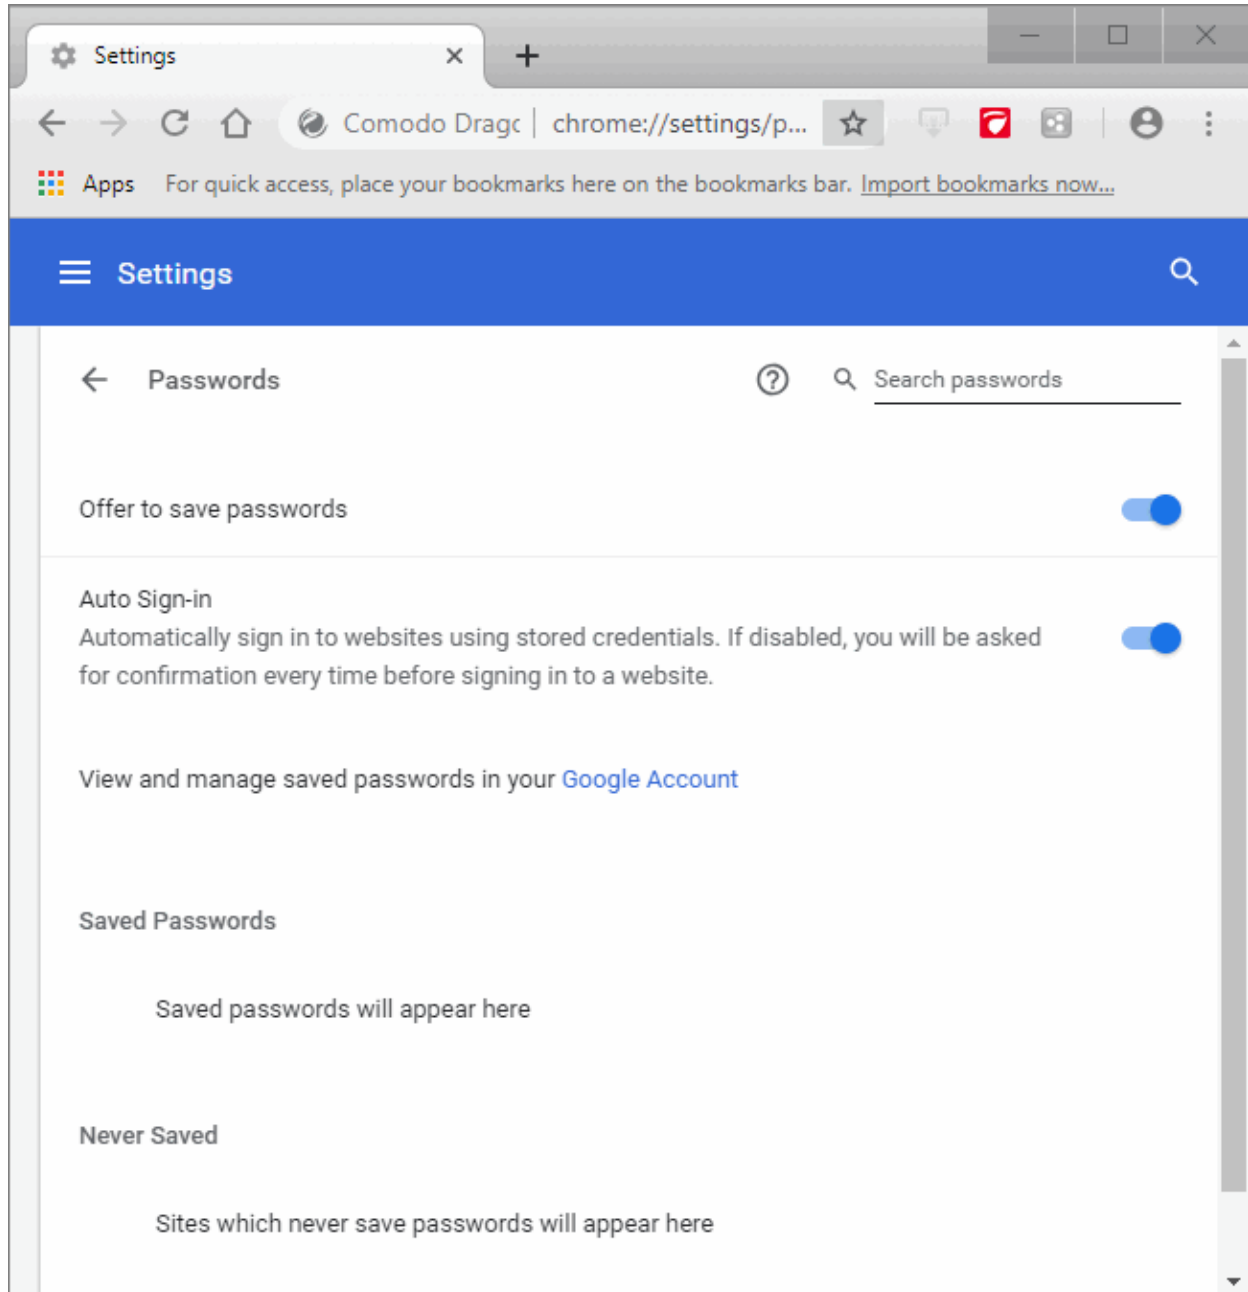 Settings
Comodo Drago chrome://settings/p...
Apps For quick access, place your bookmarks here on the bookmarks bar. Import bookmarks now...
Settings
Passwords Search passwords
Offer to save passwords
Auto Sign-in
Automatically sign in to websites using stored credentials. If disabled, you will be asked
for confirmation every time before signing in to a website.
View and manage saved passwords in your Google Account
Saved Passwords
Saved passwords will appear here
Never Saved
Sites which never save passwords will appear here